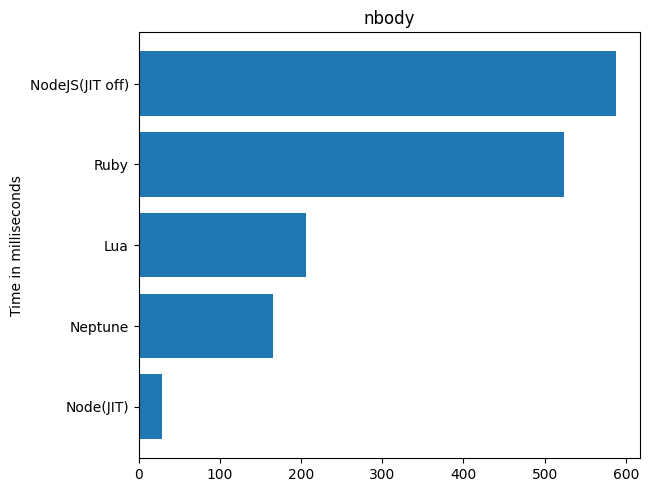 nbody
NodeJS(JIT off)
Ruby
Lua
Neptune
Node(JIT)
Time in milliseconds
0 100 200 300 400 500 600